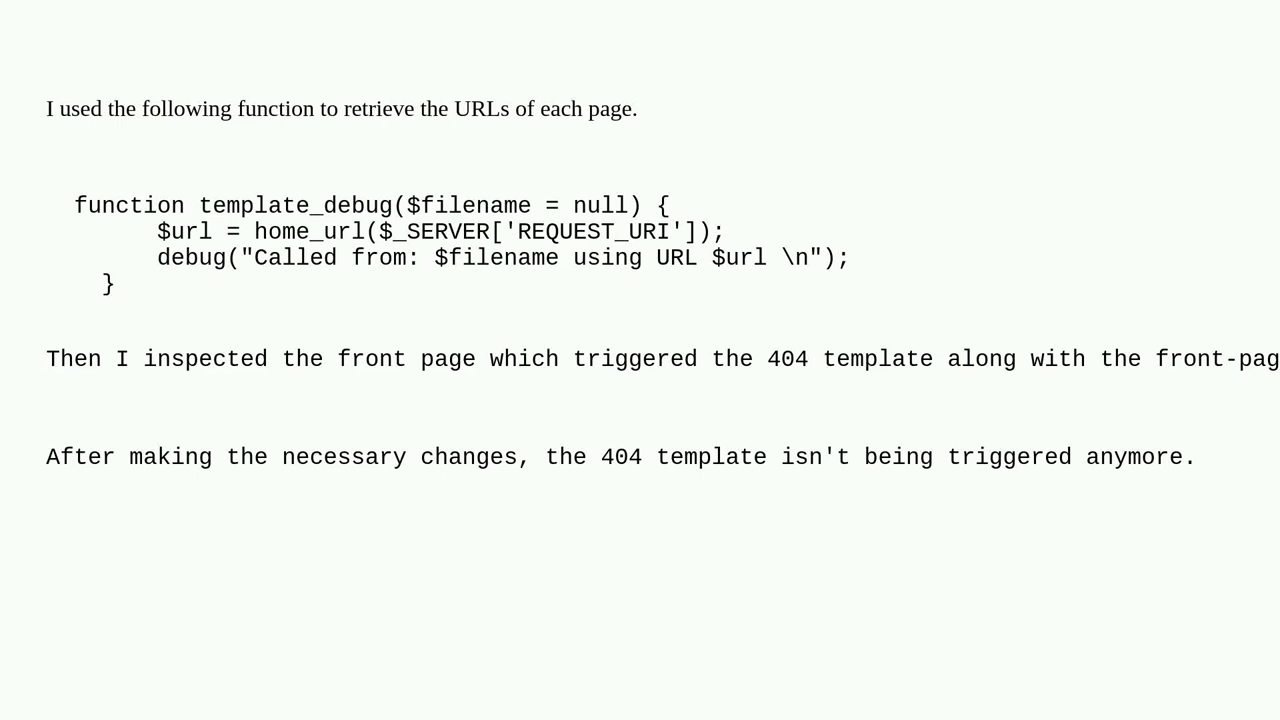 I used the following function to retrieve the URLs of each page.
function template_debug($filename = null) {
$url = home_url($_SERVER['REQUEST_URI']);
debug("Called from: $filename using URL $url \n");
}
Then I inspected the front page which triggered the 404 template along with the front-pag
After making the necessary changes, the 404 template isn't being triggered anymore.